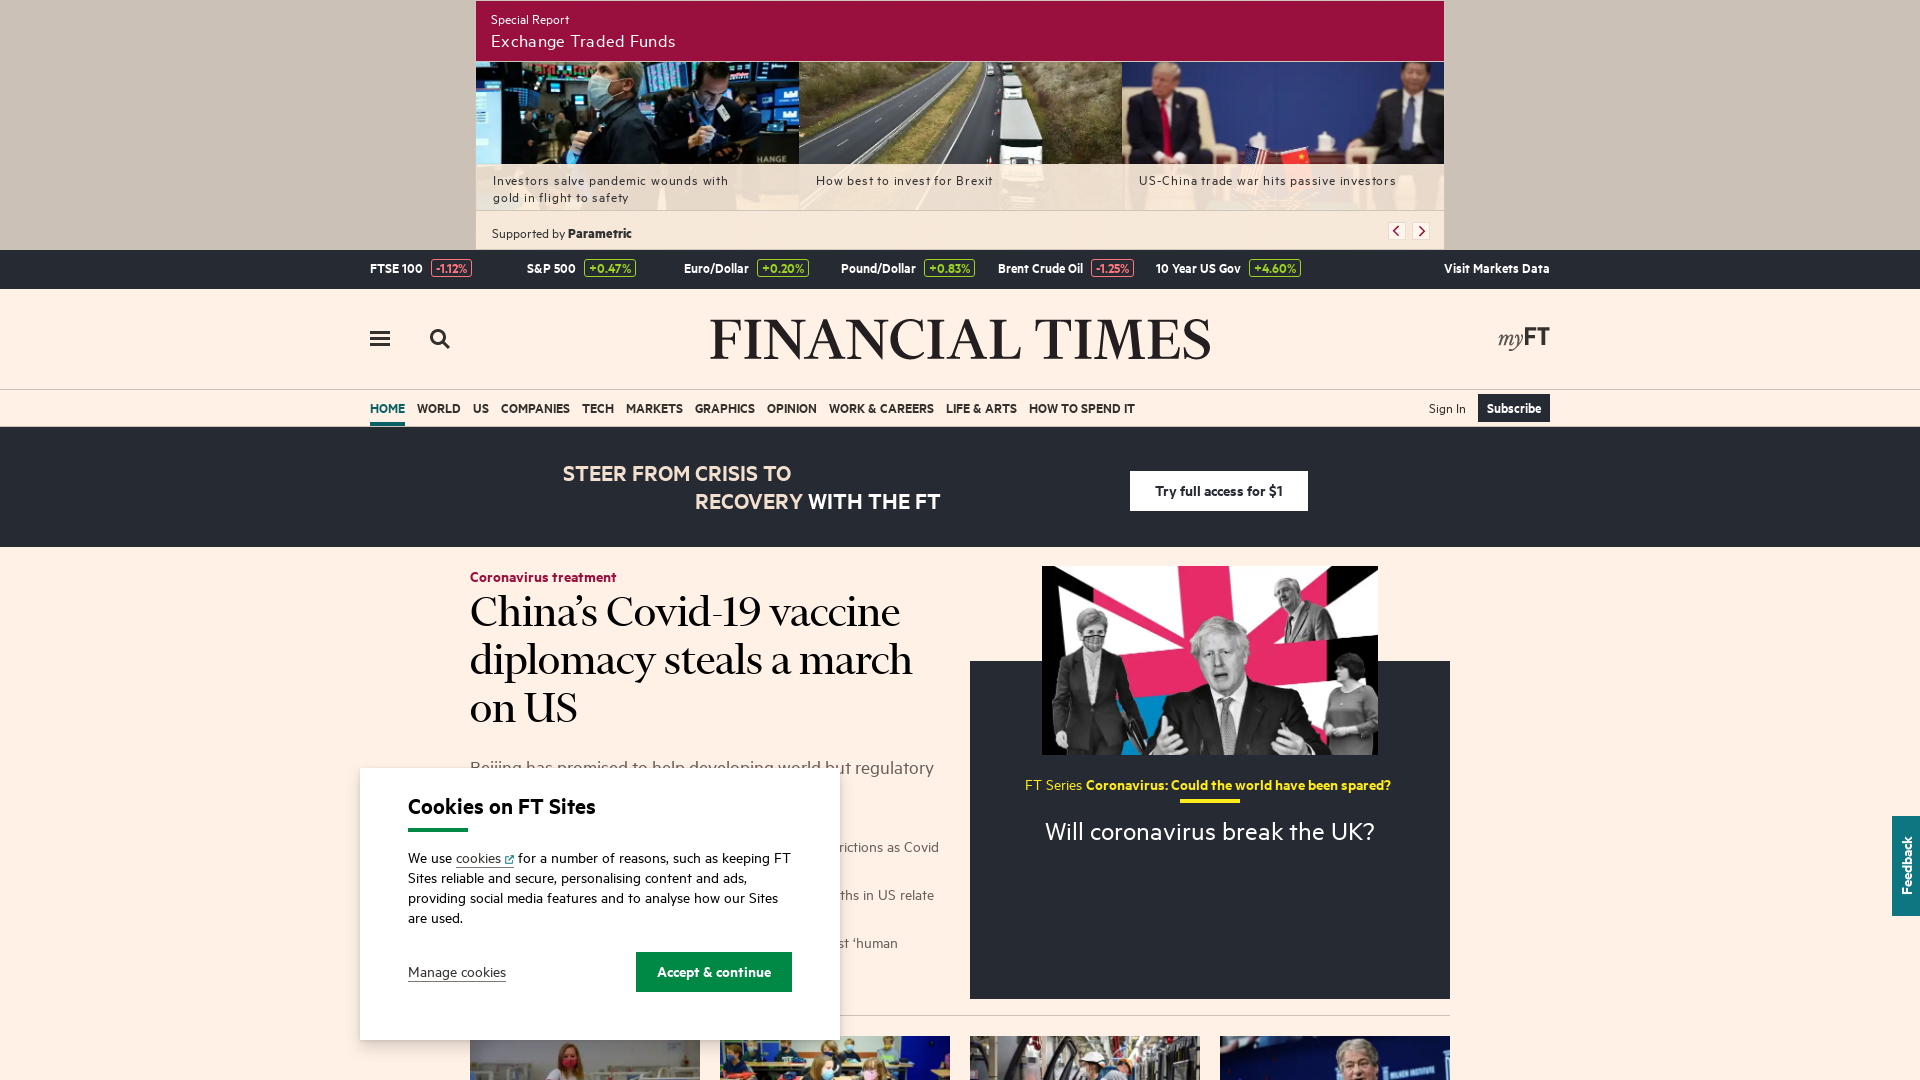 Special Report
Exchange Traded Funds
HANGE
Investors salve pandemic wounds with
gold in flight to safety
How best to invest for Brexit
US-China trade war hits passive investors
Supported by Parametric
FTSE 100 -1.12% S&P 500 +0.47% Euro/Dollar +0.20% Pound/Dollar +0.83% Brent Crude Oil -1.25% 10 Year US Gov +4.60% Visit Markets Data
FINANCIAL TIMES
myFT
HOME WORLD US COMPANIES TECH MARKETS GRAPHICS OPINION WORK & CAREERS LIFE & ARTS HOW TO SPEND IT Sign In Subscribe
STEER FROM CRISIS TO
RECOVERY WITH THE FT
Try full access for $1
Coronavirus treatment
China’s Covid-19 vaccine
diplomacy steals a march
on US
Beijing has promised to help developing world but regulatory
as Covid
in US relate
‘human
FT Series Coronavirus: Could the world have been spared?
Will coronavirus break the UK?
Cookies on FT Sites
We use cookies for a number of reasons, such as keeping FT
Sites reliable and secure, personalising content and ads,
providing social media features and to analyse how our Sites
are used.
Manage cookies
Accept & continue
Feedback
MILKEN INSTITUTE